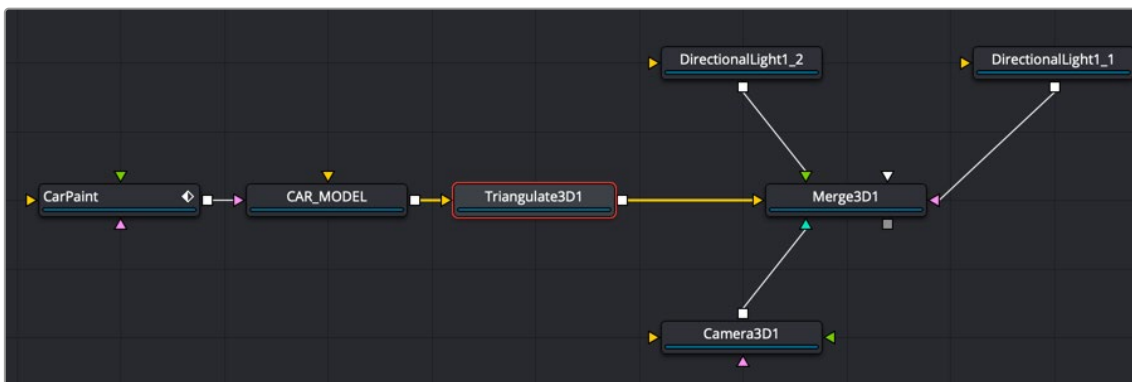 DirectionalLight1_2
DirectionalLight1_1
CarPaint
CAR_MODEL
Triangulate3D1
Merge3D1
Camera3D1